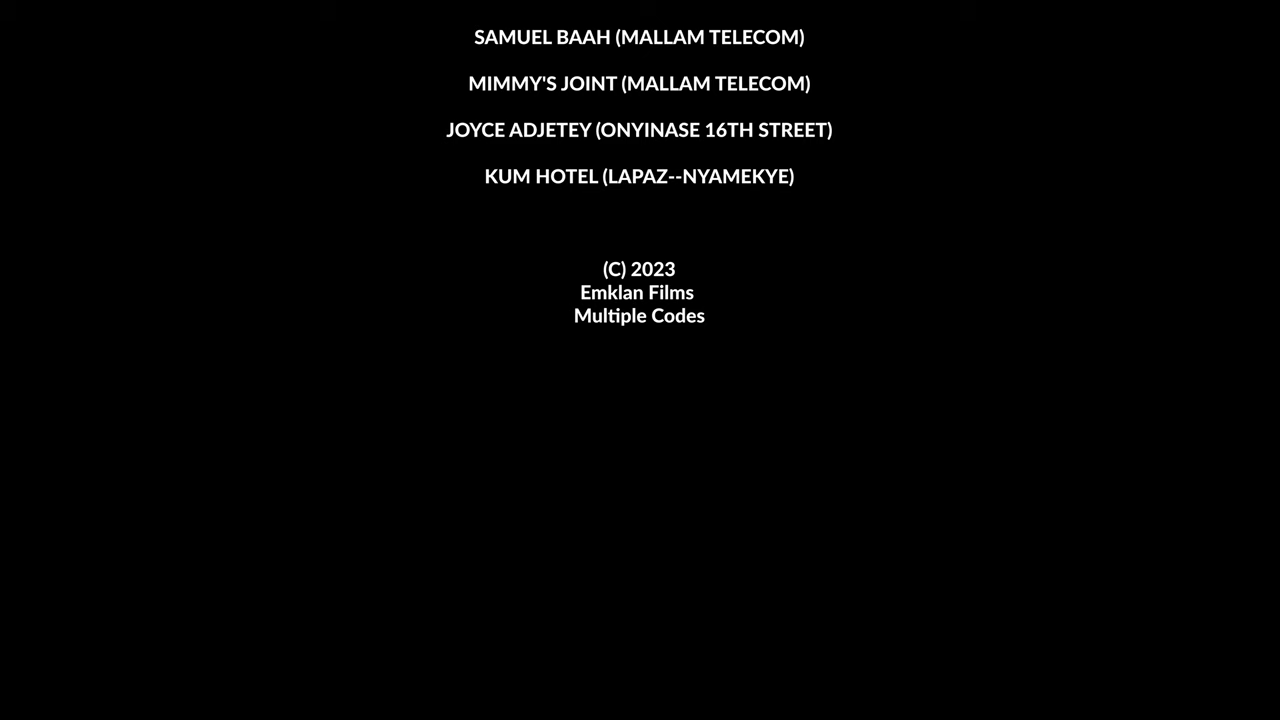 SAMUEL BAAH (MALLAM TELECOM)
MIMMY'S JOINT (MALLAM TELECOM)
JOYCE ADJETEY (ONYINASE 16TH STREET)
KUM HOTEL (LAPAZ--NYAMEKYE)
(C) 2023
Emklan Films
Multiple Codes